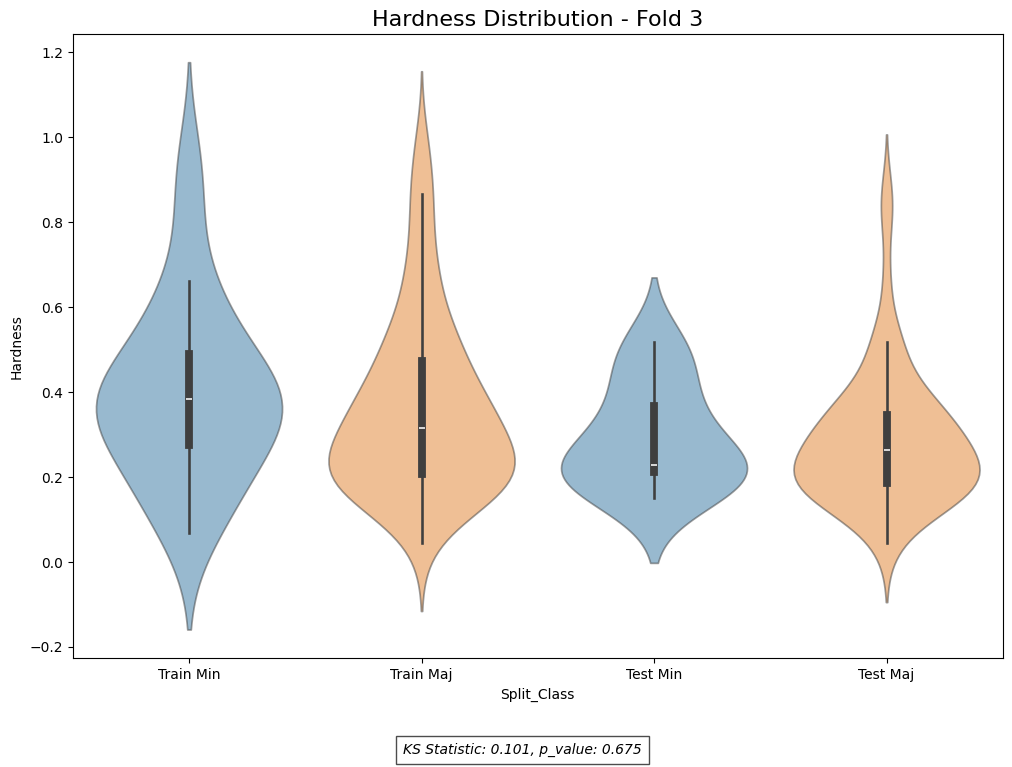 Hardness Distribution - Fold 3
1.2
1.0
0.8
0.6
0.4
0.2
0.0
−0.2
Hardness
Train Min
Train Maj
Test Min
Test Maj
Split_Class
KS Statistic: 0.101, p_value: 0.675